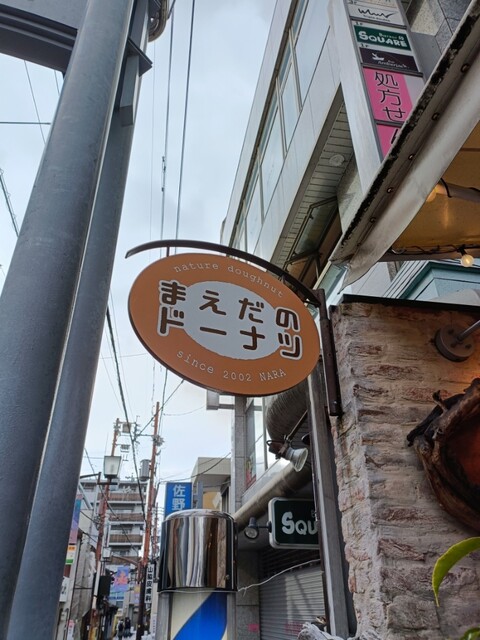 SQUARE
処方せ
nature doughnut
まえだの
ドーナツ
since 2002 NARA
佐野
SQU